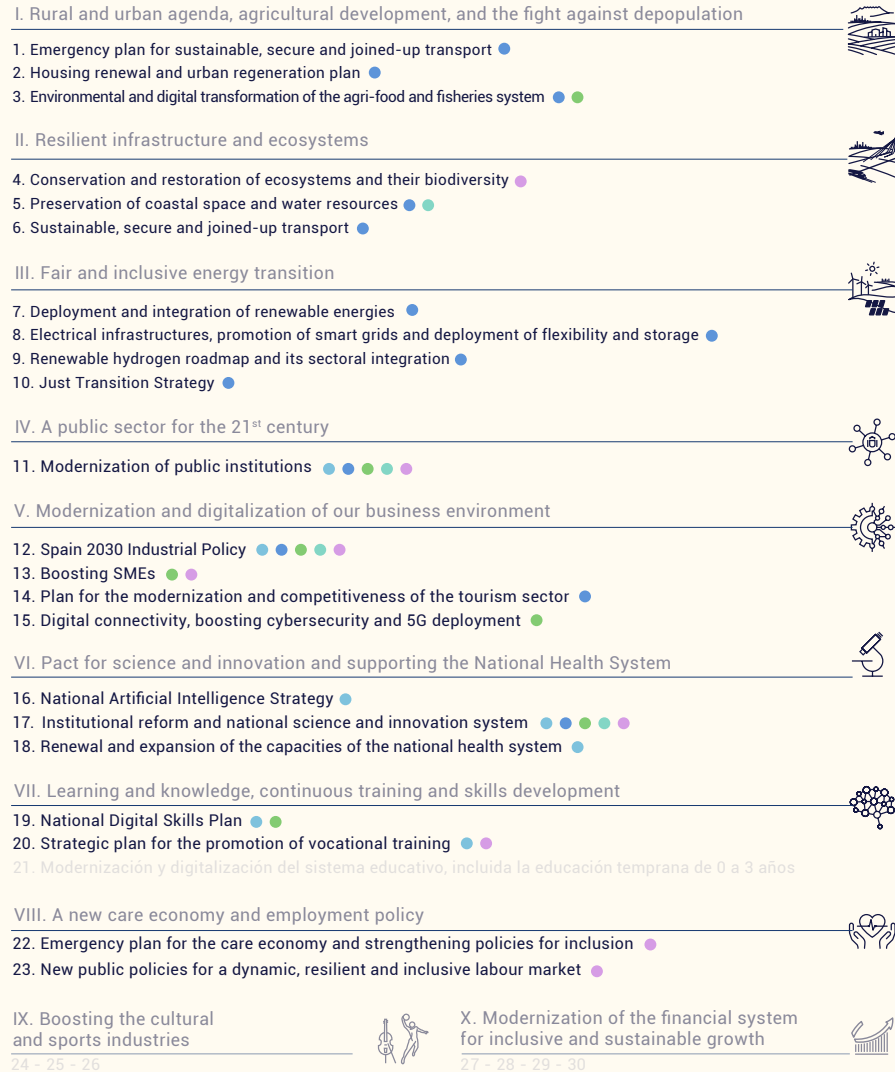 I. Rural and urban agenda, agricultural development, and the fight against depopulation
1. Emergency plan for sustainable, secure and joined-up transport
2. Housing renewal and urban regeneration plan
3. Environmental and digital transformation of the agri-food and fisheries system
II. Resilient infrastructure and ecosystems
4. Conservation and restoration of ecosystems and their biodiversity
5. Preservation of coastal space and water resources
6. Sustainable, secure and joined-up transport
III. Fair and inclusive energy transition
7. Deployment and integration of renewable energies
8. Electrical infrastructures, promotion of smart grids and deployment of flexibility and storage
9. Renewable hydrogen roadmap and its sectoral integration
10. Just Transition Strategy
IV. A public sector for the 21st century
11. Modernization of public institutions
V. Modernization and digitalization of our business environment
12. Spain 2030 Industrial Policy
13. Boosting SMEs
14. Plan for the modernization and competitiveness of the tourism sector
15. Digital connectivity, boosting cybersecurity and 5G deployment
VI. Pact for science and innovation and supporting the National Health System
16. National Artificial Intelligence Strategy
17. Institutional reform and national science and innovation system
18. Renewal and expansion of the capacities of the national health system
VII. Learning and knowledge, continuous training and skills development
19. National Digital Skills Plan
20. Strategic plan for the promotion of vocational training
21. Modernización y digitalización del sistema educativo, incluida la educación temprana de 0 a 3 años
VIII. A new care economy and employment policy
22. Emergency plan for the care economy and strengthening policies for inclusion
23. New public policies for a dynamic, resilient and inclusive labour market
IX. Boosting the cultural
and sports industries
24 - 25 - 26
X. Modernization of the financial system
for inclusive and sustainable growth
27 - 28 - 29 - 30